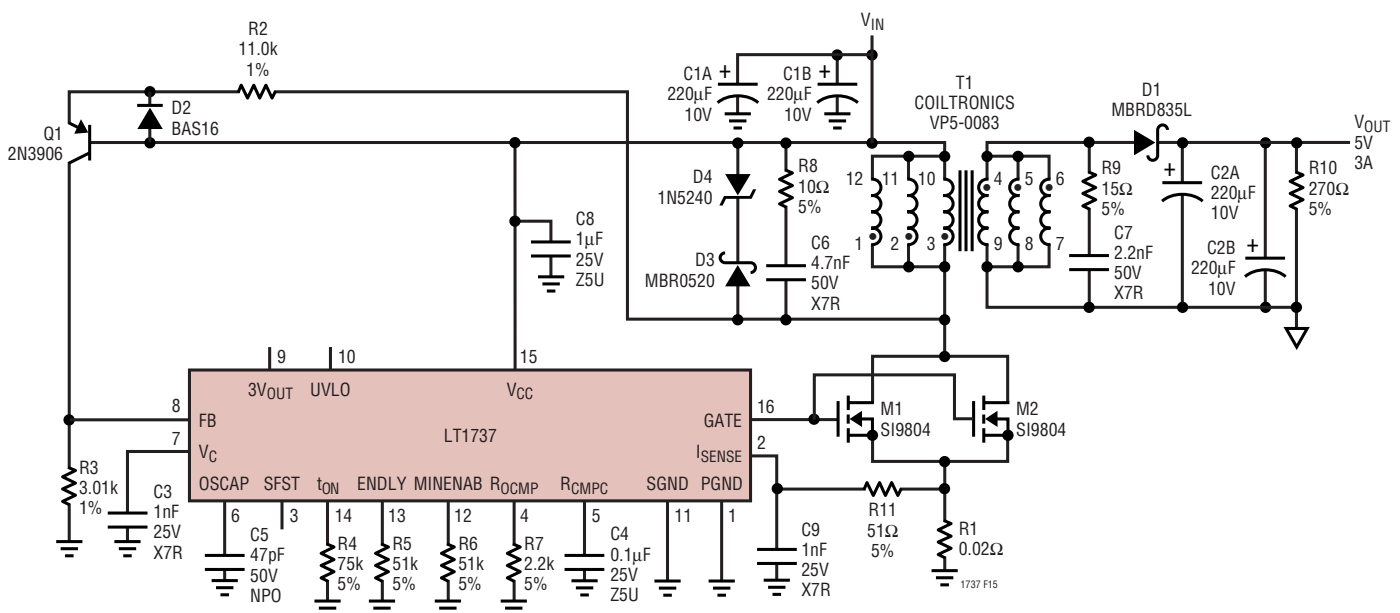 V_IN
R2
11.0k
1%
D2
BAS16
Q1
2N3906
C1A
220µF
10V
+
C1B
220µF
10V
+
T1
COILTRONICS
VP5-0083
D1
MBRD835L
V_OUT
5V
3A
D4
1N5240
R8
10Ω
5%
12
11
10
1
2
3
4
5
6
9
8
7
R9
15Ω
5%
C2A
220µF
10V
+
R10
270Ω
5%
C8
1µF
25V
Z5U
D3
MBR0520
C6
4.7nF
50V
X7R
C7
2.2nF
50V
X7R
C2B
220µF
10V
+
9
10
15
3V_OUT
UVLO
V_CC
8
FB
7
V_C
LT1737
GATE
16
I_SENSE
2
M1
SI9804
M2
SI9804
OSCAP
SFST
t_ON
ENDLY
MINENAB
R_OCMP
R_CMPC
SGND
PGND
6
3
14
13
12
4
5
11
1
R3
3.01k
1%
C3
1nF
25V
X7R
C5
47pF
50V
NPO
R4
75k
5%
R5
51k
5%
R6
51k
5%
R7
2.2k
5%
C4
0.1µF
25V
Z5U
R11
51Ω
5%
C9
1nF
25V
X7R
R1
0.02Ω
1737 F15